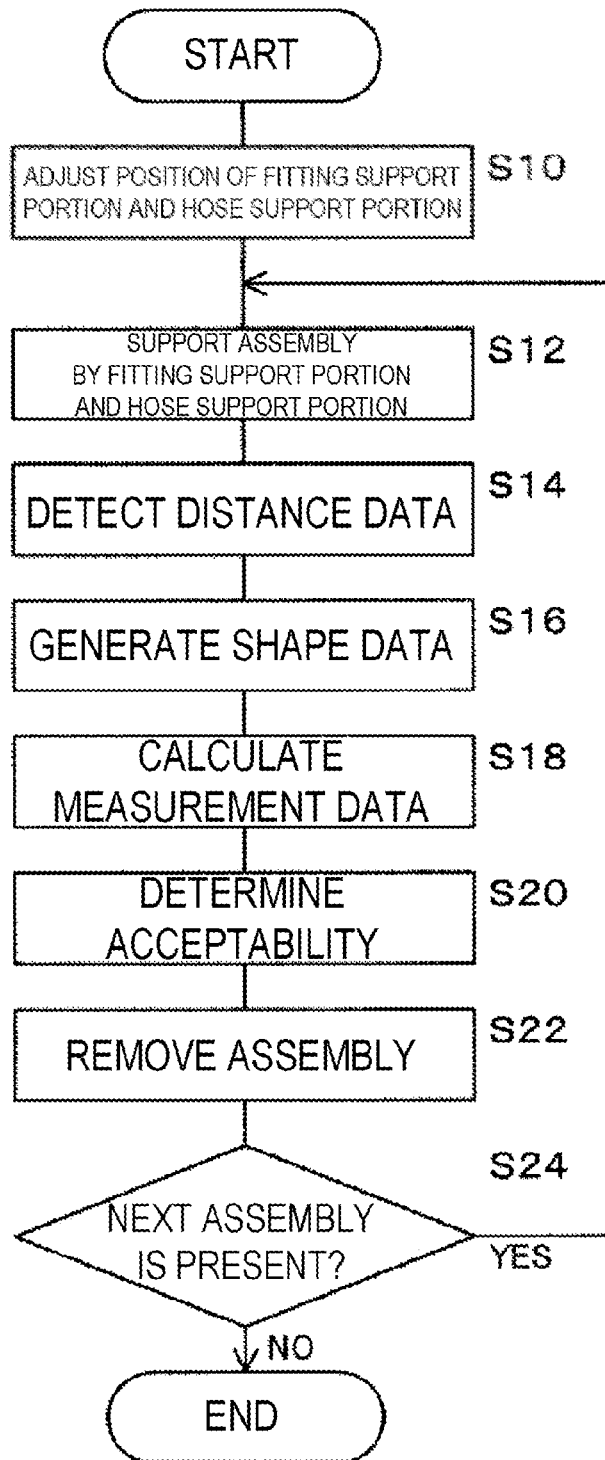 START
ADJUST POSITION OF FITTING SUPPORT
PORTION AND HOSE SUPPORT PORTION
S10
SUPPORT ASSEMBLY
BY FITTING SUPPORT PORTION
AND HOSE SUPPORT PORTION
S12
DETECT DISTANCE DATA
S14
GENERATE SHAPE DATA
S16
CALCULATE
MEASUREMENT DATA
S18
DETERMINE
ACCEPTABILITY
S20
REMOVE ASSEMBLY
S22
NEXT ASSEMBLY
IS PRESENT?
S24
YES
NO
END